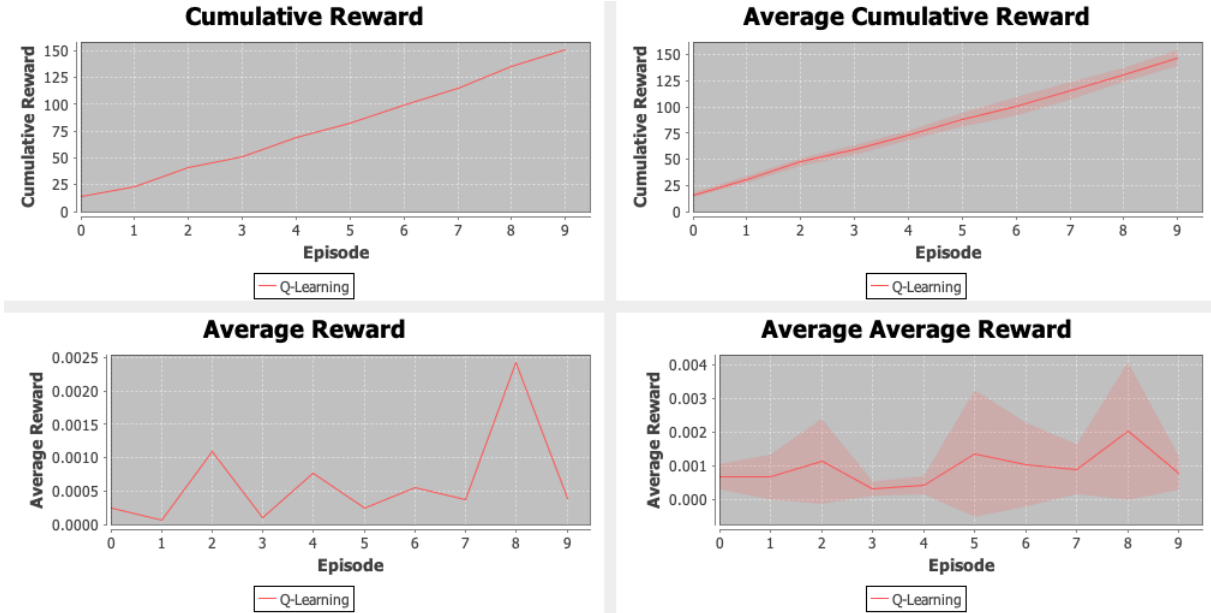 Cumulative Reward
Cumulative Reward
150
125
100
75
50
25
0
0 1 2 3 4 5 6 7 8 9
Episode
Q-Learning
Average Cumulative Reward
Cumulative Reward
150
125
100
75
50
25
0
0 1 2 3 4 5 6 7 8 9
Episode
Q-Learning
Average Reward
Average Reward
0.0025
0.0020
0.0015
0.0010
0.0005
0.0000
0 1 2 3 4 5 6 7 8 9
Episode
Q-Learning
Average Average Reward
Average Reward
0.004
0.003
0.002
0.001
0.000
0 1 2 3 4 5 6 7 8 9
Episode
Q-Learning